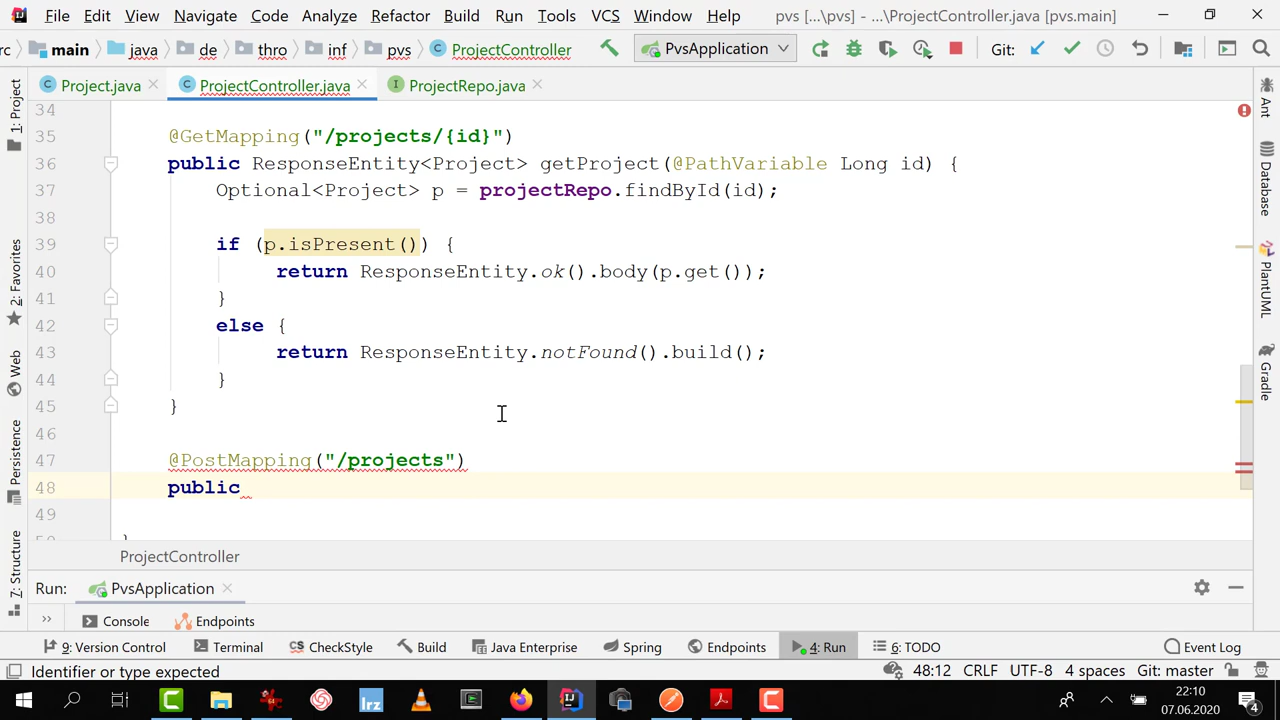 File Edit View Navigate Code Analyze Refactor Build Run Tools VCS Window Help pvs [...\pvs] - ...\ProjectController.java [pvs.main]
rc main java de thro inf pvs ProjectController PvsApplication Git:
Project.java ProjectController.java ProjectRepo.java
34
35 @GetMapping("/projects/{id}")
36 public ResponseEntity<Project> getProject(@PathVariable Long id) {
37 Optional<Project> p = projectRepo.findById(id);
38
39 if (p.isPresent()) {
40 return ResponseEntity.ok().body(p.get());
41 }
42 else {
43 return ResponseEntity.notFound().build();
44 }
45 }
46
47 @PostMapping("/projects")
48 public
49
}
ProjectController
Run: PvsApplication
>> Console Endpoints
9: Version Control Terminal CheckStyle Build Java Enterprise Spring Endpoints 4: Run 6: TODO Event Log
Identifier or type expected 48:12 CRLF UTF-8 4 spaces Git: master
lrz 22:10
07.06.2020
4
1: Project
2: Favorites
Web
Persistence
7: Structure
Ant
Database
PlantUML
Gradle